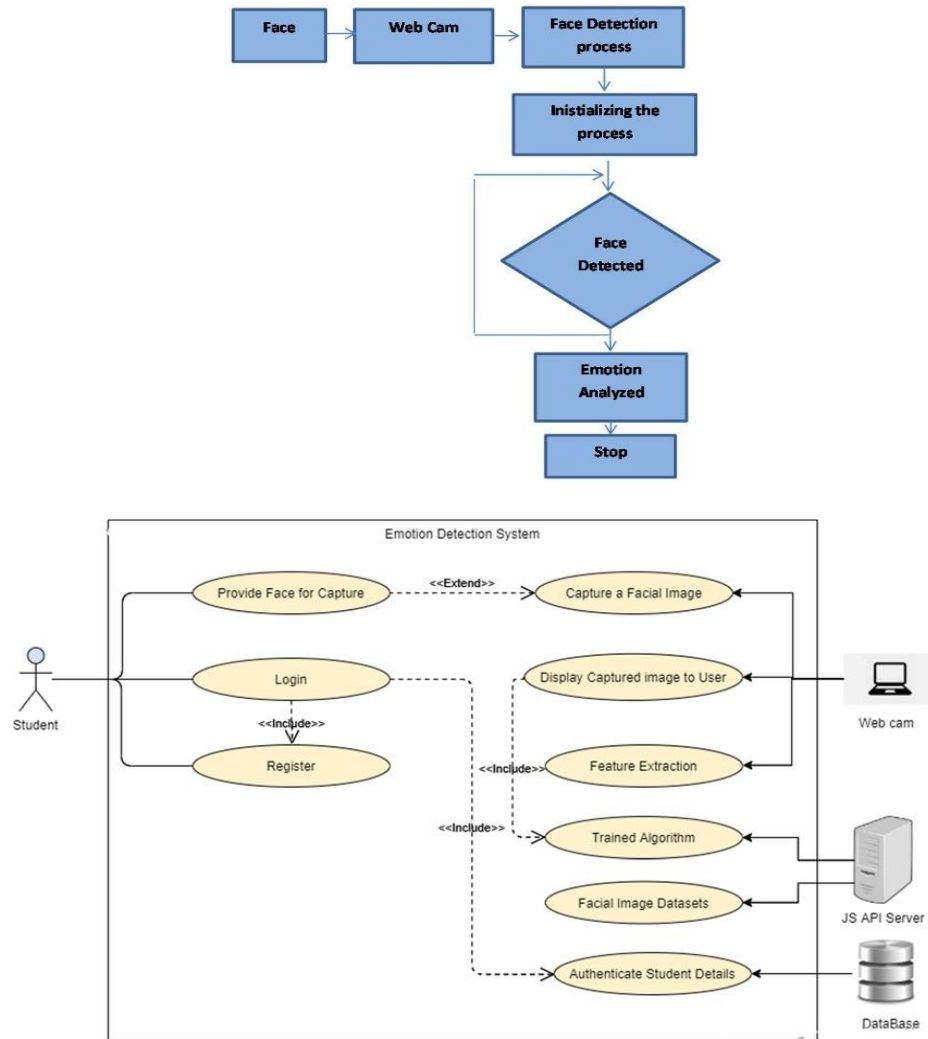 Face
Web Cam
Face Detection
process
Inistializing the
process
Face
Detected
Emotion
Analyzed
Stop
Emotion Detection System
Provide Face for Capture
<<Extend>>
Capture a Facial Image
Student
Login
Display Captured image to User
Web cam
<<Include>>
Register
<<Include>>
Feature Extraction
<<Include>>
Trained Algorithm
Facial Image Datasets
JS API Server
Authenticate Student Details
DataBase